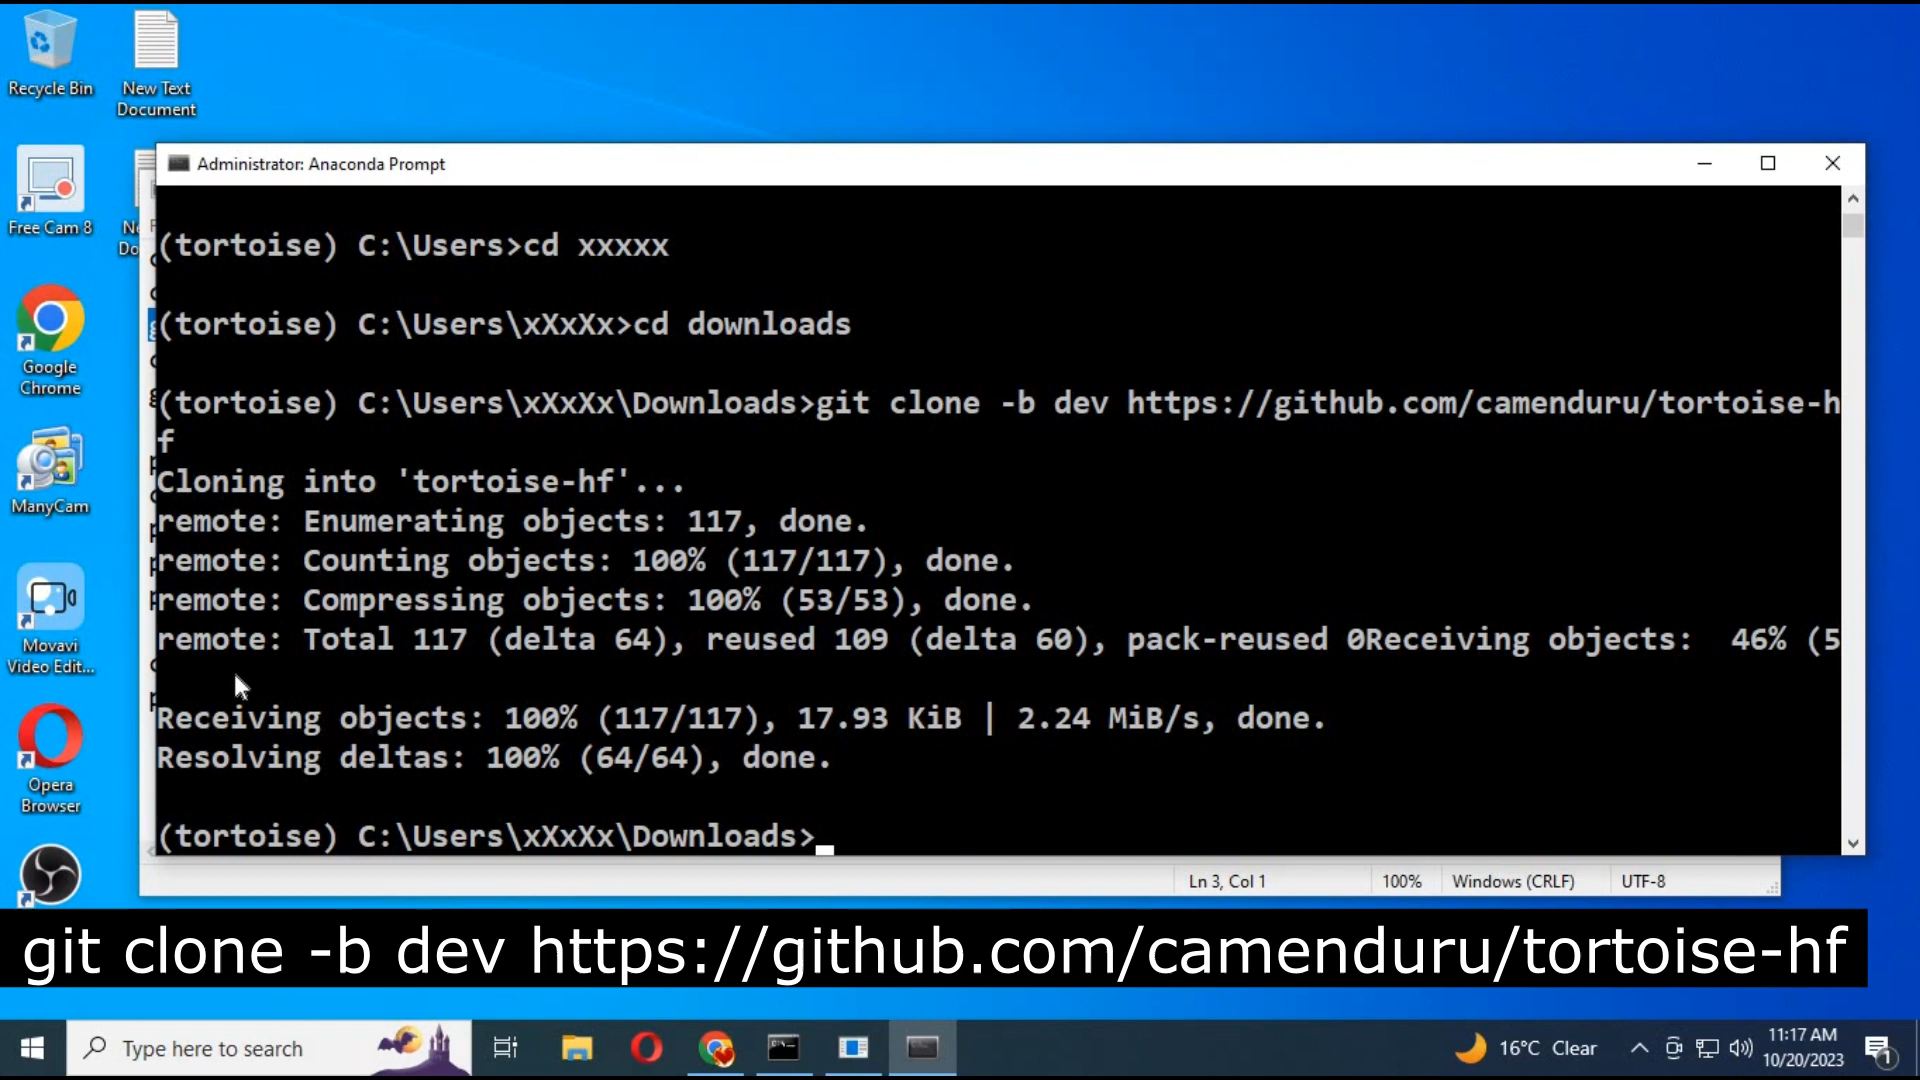 Recycle Bin
New Text
Document
Free Cam 8
Google
Chrome
ManyCam
Movavi
Video Edit...
Opera
Browser
Administrator: Anaconda Prompt
(tortoise) C:\Users>cd xxxxx
(tortoise) C:\Users\xXxXx>cd downloads
(tortoise) C:\Users\xXxXx\Downloads>git clone -b dev https://github.com/camenduru/tortoise-h
f
Cloning into 'tortoise-hf'...
remote: Enumerating objects: 117, done.
remote: Counting objects: 100% (117/117), done.
remote: Compressing objects: 100% (53/53), done.
remote: Total 117 (delta 64), reused 109 (delta 60), pack-reused 0Receiving objects:  46% (5
Receiving objects: 100% (117/117), 17.93 KiB | 2.24 MiB/s, done.
Resolving deltas: 100% (64/64), done.
(tortoise) C:\Users\xXxXx\Downloads>
Ln 3, Col 1
100%
Windows (CRLF)
UTF-8
git clone -b dev https://github.com/camenduru/tortoise-hf
Type here to search
16°C Clear
11:17 AM
10/20/2023
1